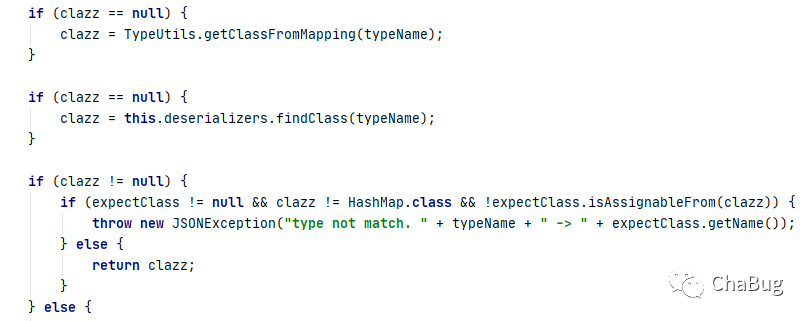 if (clazz == null) {
    clazz = TypeUtils.getClassFromMapping(typeName);
}

if (clazz == null) {
    clazz = this.deserializers.findClass(typeName);
}

if (clazz != null) {
    if (expectClass != null && clazz != HashMap.class && !expectClass.isAssignableFrom(clazz)) {
        throw new JSONException("type not match. " + typeName + " -> " + expectClass.getName());
    } else {
        return clazz;
    }
} else {
ChaBug